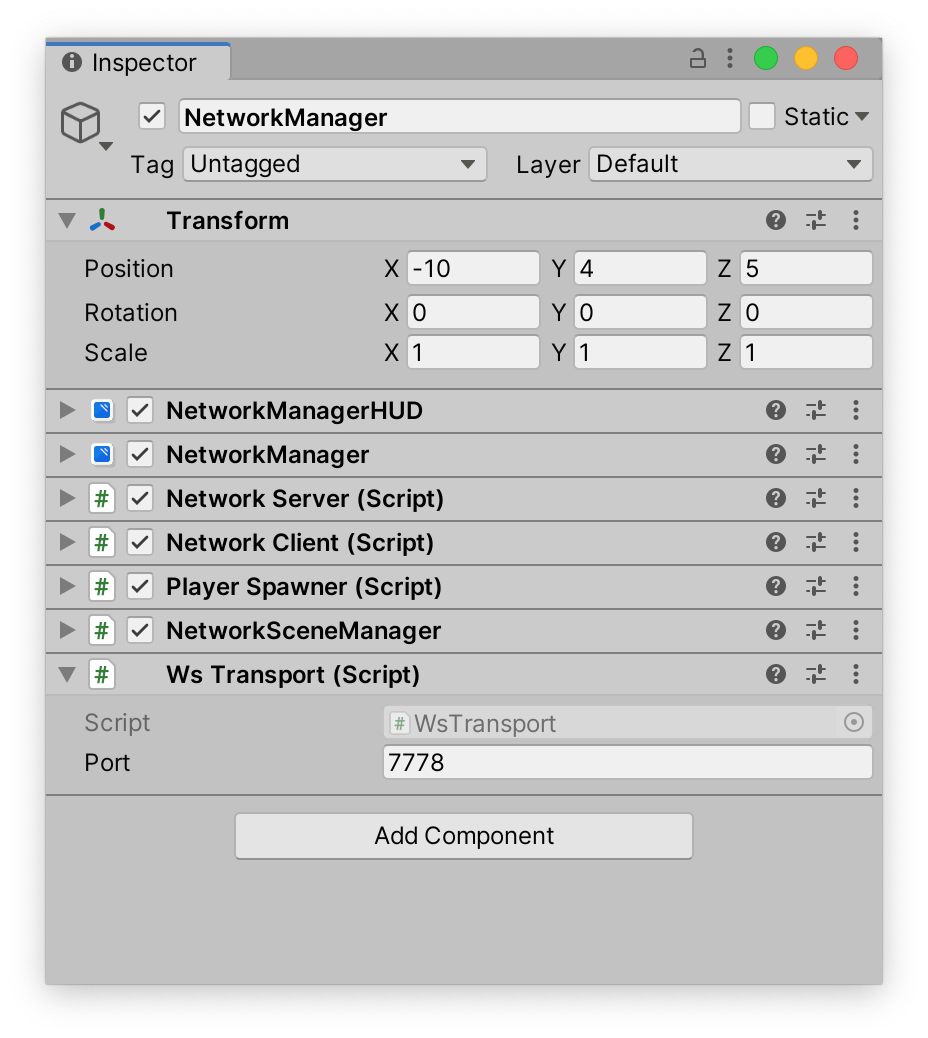 Inspector
NetworkManager Static
Tag Untagged Layer Default
Transform
Position X -10 Y 4 Z 5
Rotation X 0 Y 0 Z 0
Scale X 1 Y 1 Z 1
NetworkManagerHUD
NetworkManager
# Network Server (Script)
# Network Client (Script)
# Player Spawner (Script)
# NetworkSceneManager
# Ws Transport (Script)
Script # WsTransport
Port 7778
Add Component